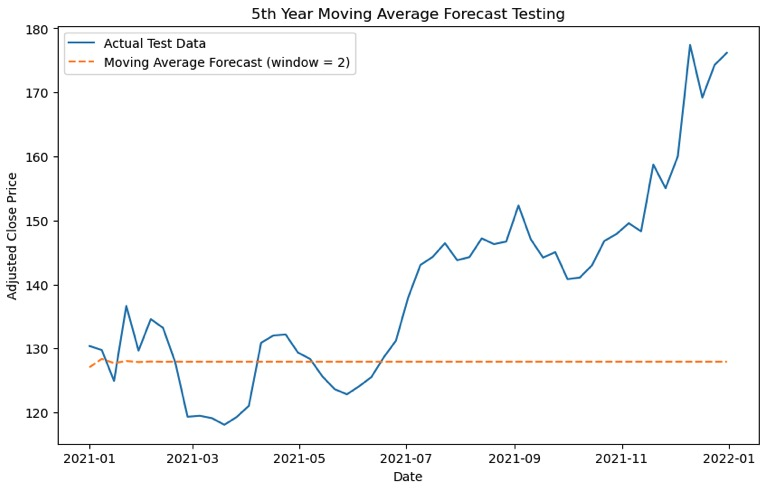 5th Year Moving Average Forecast Testing
Actual Test Data
Moving Average Forecast (window = 2)
180
170
160
150
140
130
120
Adjusted Close Price
2021-01 2021-03 2021-05 2021-07 2021-09 2021-11 2022-01
Date